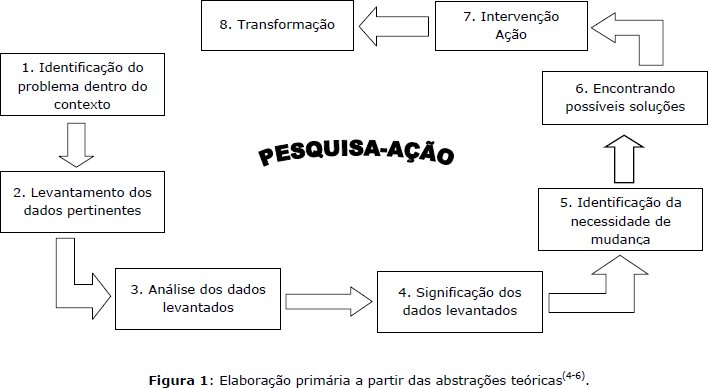 8. Transformação
7. Intervenção
Ação
1. Identificação do
problema dentro do
contexto
6. Encontrando
possíveis soluções
PESQUISA-AÇÃO
2. Levantamento dos
dados pertinentes
5. Identificação da
necessidade de
mudança
3. Análise dos dados
levantados
4. Significação dos
dados levantados
Figura 1: Elaboração primária a partir das abstrações teóricas(4-6).